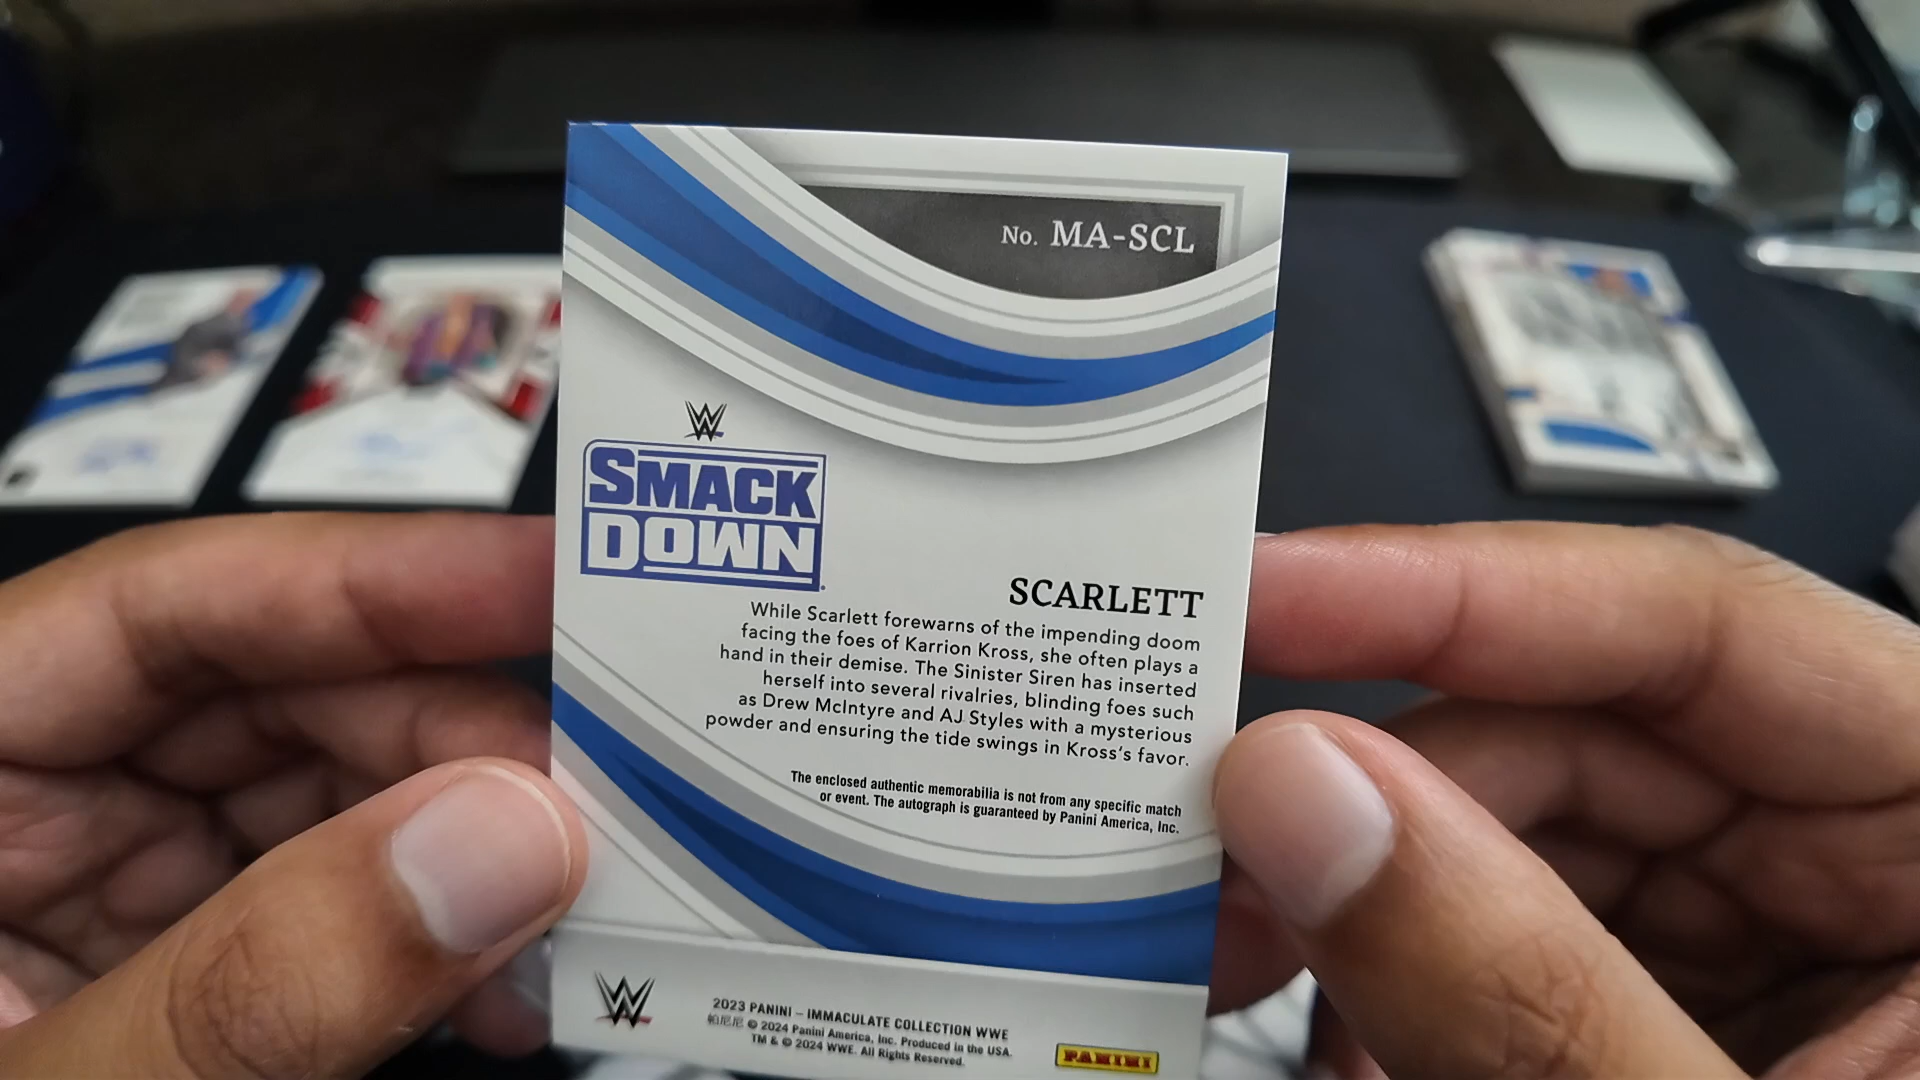 No. MA-SCL
W
SMACK
DOWN
SCARLETT
While Scarlett forewarns of the impending doom
facing the foes of Karrion Kross, she often plays a
hand in their demise. The Sinister Siren has inserted
herself into several rivalries, blinding foes such
as Drew McIntyre and AJ Styles with a mysterious
powder and ensuring the tide swings in Kross's favor.
The enclosed authentic memorabilia is not from any specific match
or event. The autograph is guaranteed by Panini America, Inc.
W
2023 PANINI – IMMACULATE COLLECTION WWE
帕尼尼 © 2024 Panini America, Inc. Produced in the USA.
TM & © 2024 WWE. All Rights Reserved.
PANINI